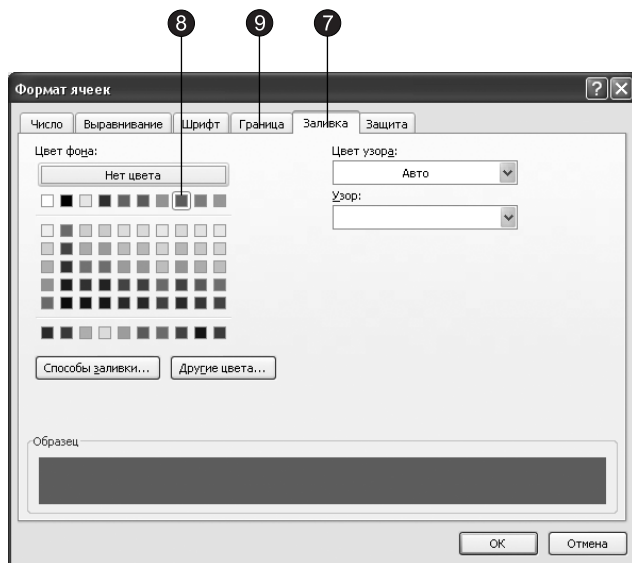 8 9 7
Формат ячеек
Число Выравнивание Шрифт Граница Заливка Защита
Цвет фона: Цвет узора:
Нет цвета Авто
Узор:
Способы заливки... Другие цвета...
Образец
ОК Отмена